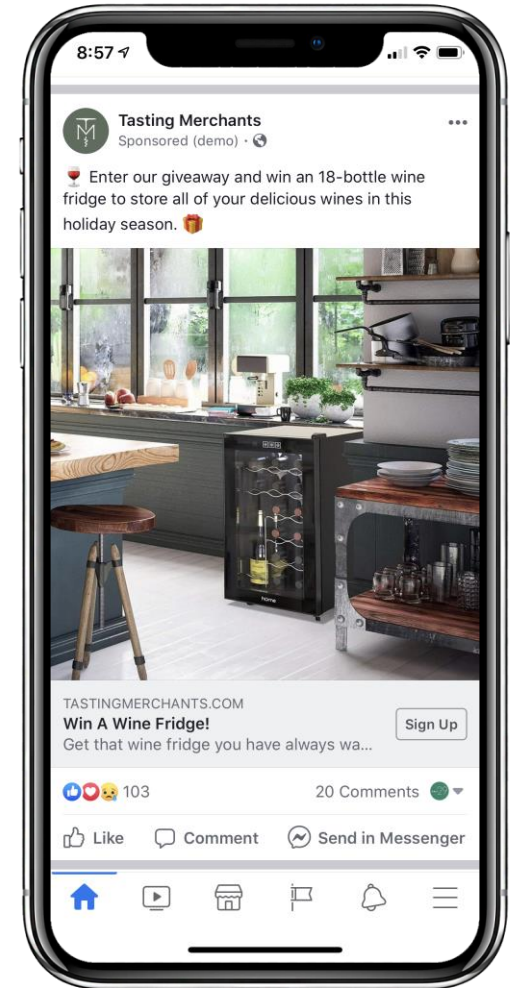 8:57
TM
Tasting Merchants
Sponsored (demo) ·
🍷 Enter our giveaway and win an 18-bottle wine
fridge to store all of your delicious wines in this
holiday season. 🎁
home
TASTINGMERCHANTS.COM
Win A Wine Fridge!
Get that wine fridge you have always wa...
Sign Up
103
20 Comments
Like
Comment
Send in Messenger